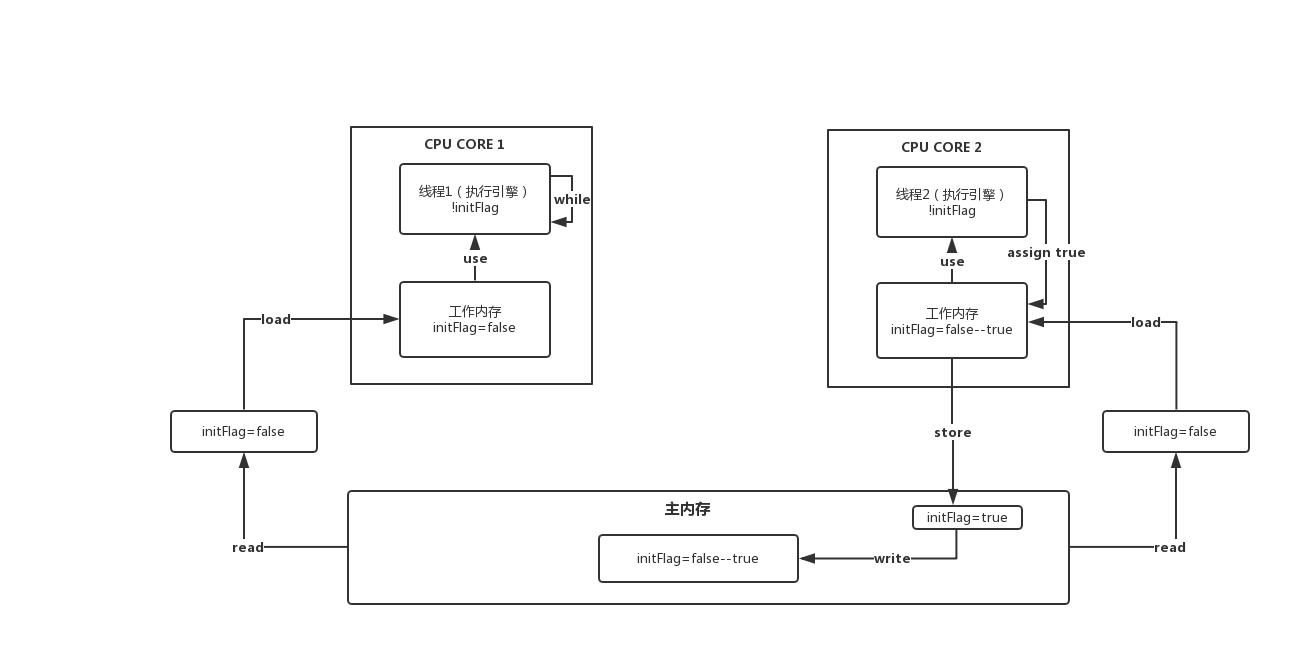 CPU CORE 1
线程1（执行引擎）
!initFlag
while
use
工作内存
initFlag=false
load
initFlag=false
read
CPU CORE 2
线程2（执行引擎）
!initFlag
assign true
use
工作内存
initFlag=false--true
load
store
initFlag=false
read
主内存
initFlag=true
write
initFlag=false--true